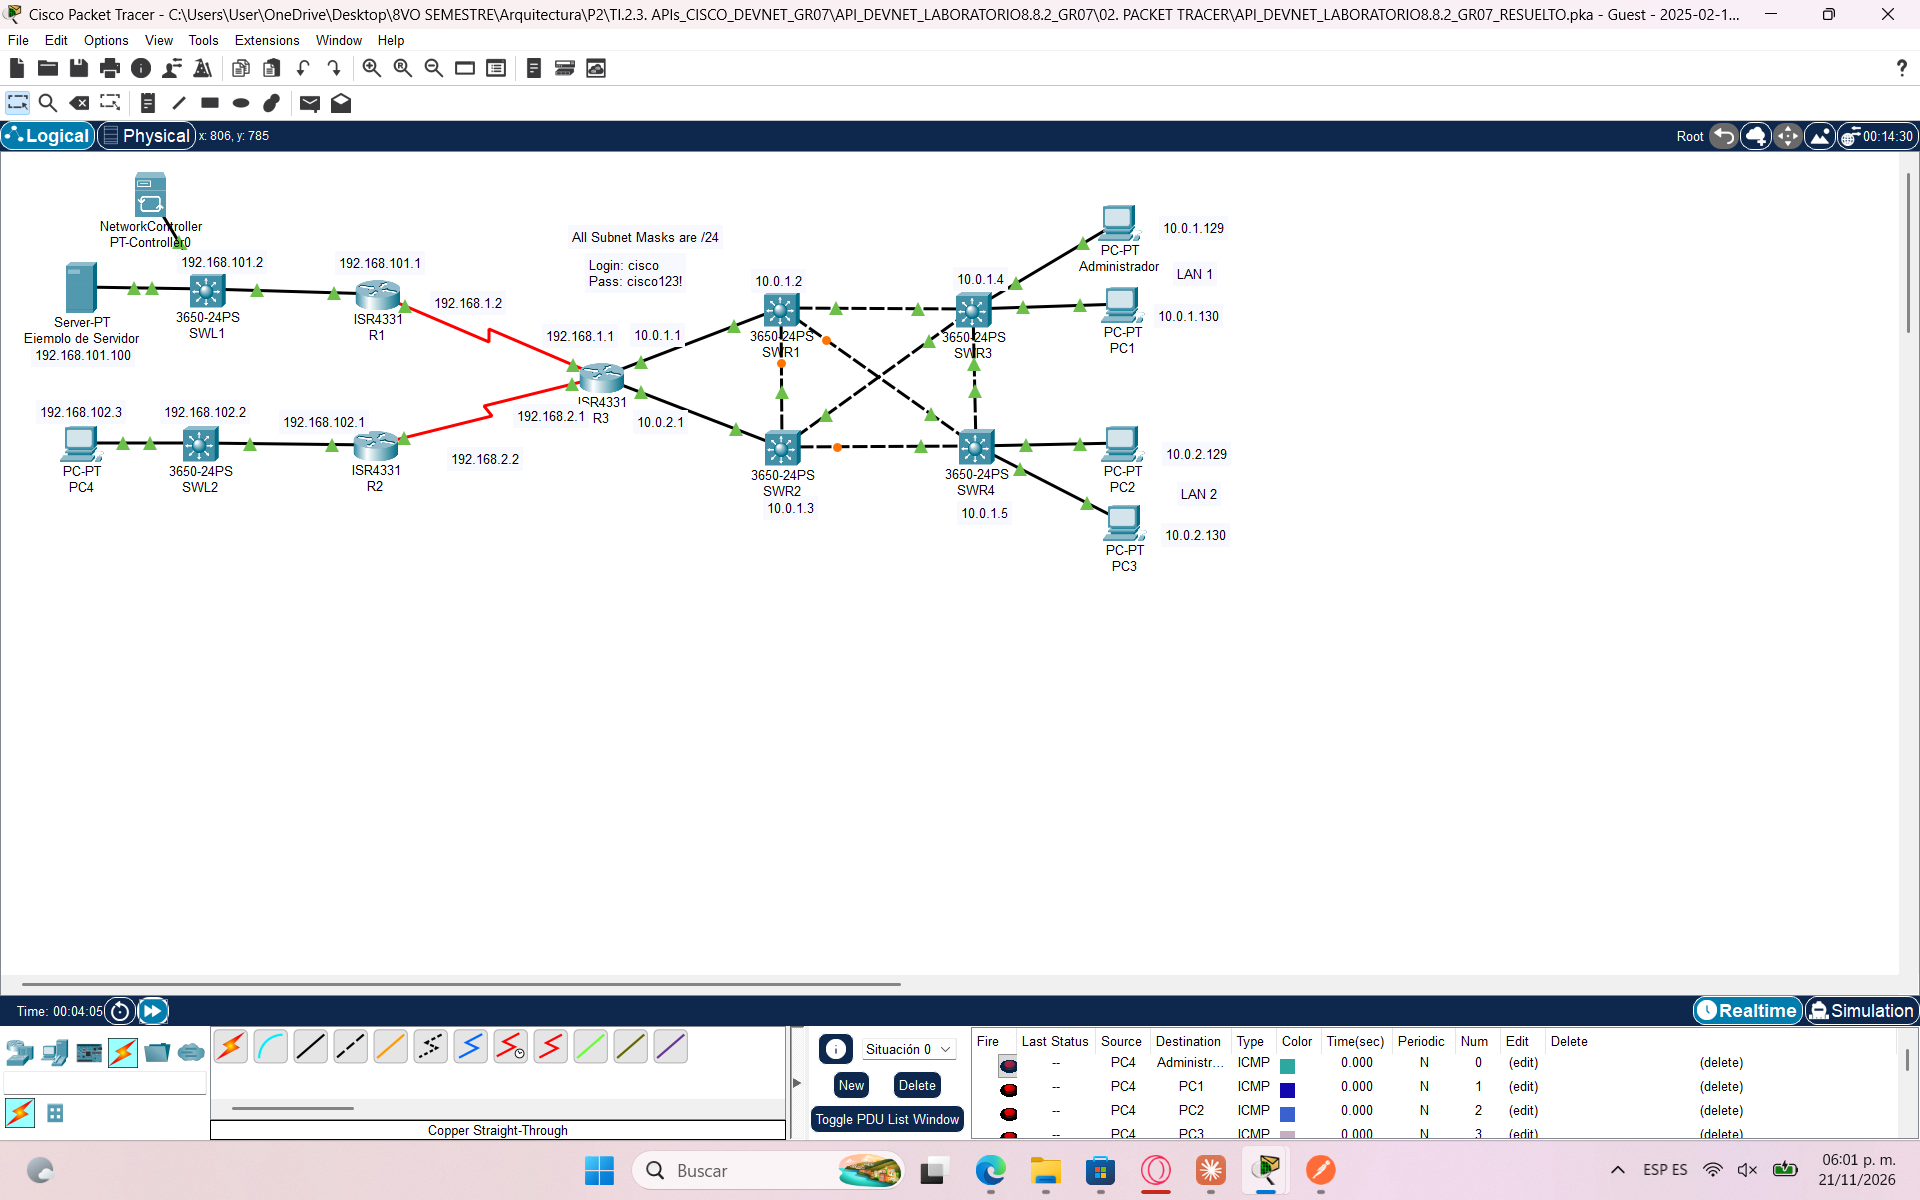 Cisco Packet Tracer - C:\Users\User\OneDrive\Desktop\8VO SEMESTRE\Arquitectura\P2\TI.2.3. APIs_CISCO_DEVNET_GR07\API_DEVNET_LABORATORIO8.8.2_GR07\02. PACKET TRACER\API_DEVNET_LABORATORIO8.8.2_GR07_RESUELTO.pka - Guest - 2025-02-1...
File Edit Options View Tools Extensions Window Help
?
Logical Physical x: 806, y: 785 Root 00:14:30
NetworkController
PT-Controller0
192.168.101.2
192.168.101.1
Server-PT
Ejemplo de Servidor
192.168.101.100
3650-24PS
SWL1
ISR4331
R1
192.168.1.2
All Subnet Masks are /24
Login: cisco
Pass: cisco123!
192.168.1.1
10.0.1.1
10.0.1.2
3650-24PS
SWR1
10.0.1.4
3650-24PS
SWR3
PC-PT
Administrador
10.0.1.129
LAN 1
10.0.1.130
PC-PT
PC1
192.168.102.3
192.168.102.2
192.168.102.1
PC-PT
PC4
3650-24PS
SWL2
ISR4331
R2
192.168.2.2
192.168.2.1
ISR4331
R3
10.0.2.1
3650-24PS
SWR2
10.0.1.3
3650-24PS
SWR4
10.0.1.5
PC-PT
PC2
10.0.2.129
LAN 2
10.0.2.130
PC-PT
PC3
Time: 00:04:05 Realtime Simulation
Copper Straight-Through
Situación 0
New Delete
Toggle PDU List Window
Fire Last Status Source Destination Type Color Time(sec) Periodic Num Edit Delete
-- PC4 Administr... ICMP 0.000 N 0 (edit) (delete)
-- PC4 PC1 ICMP 0.000 N 1 (edit) (delete)
-- PC4 PC2 ICMP 0.000 N 2 (edit) (delete)
-- PC4 PC3 ICMP 0.000 N 3 (edit) (delete)
Buscar
ESP ES
06:01 p. m.
21/11/2026